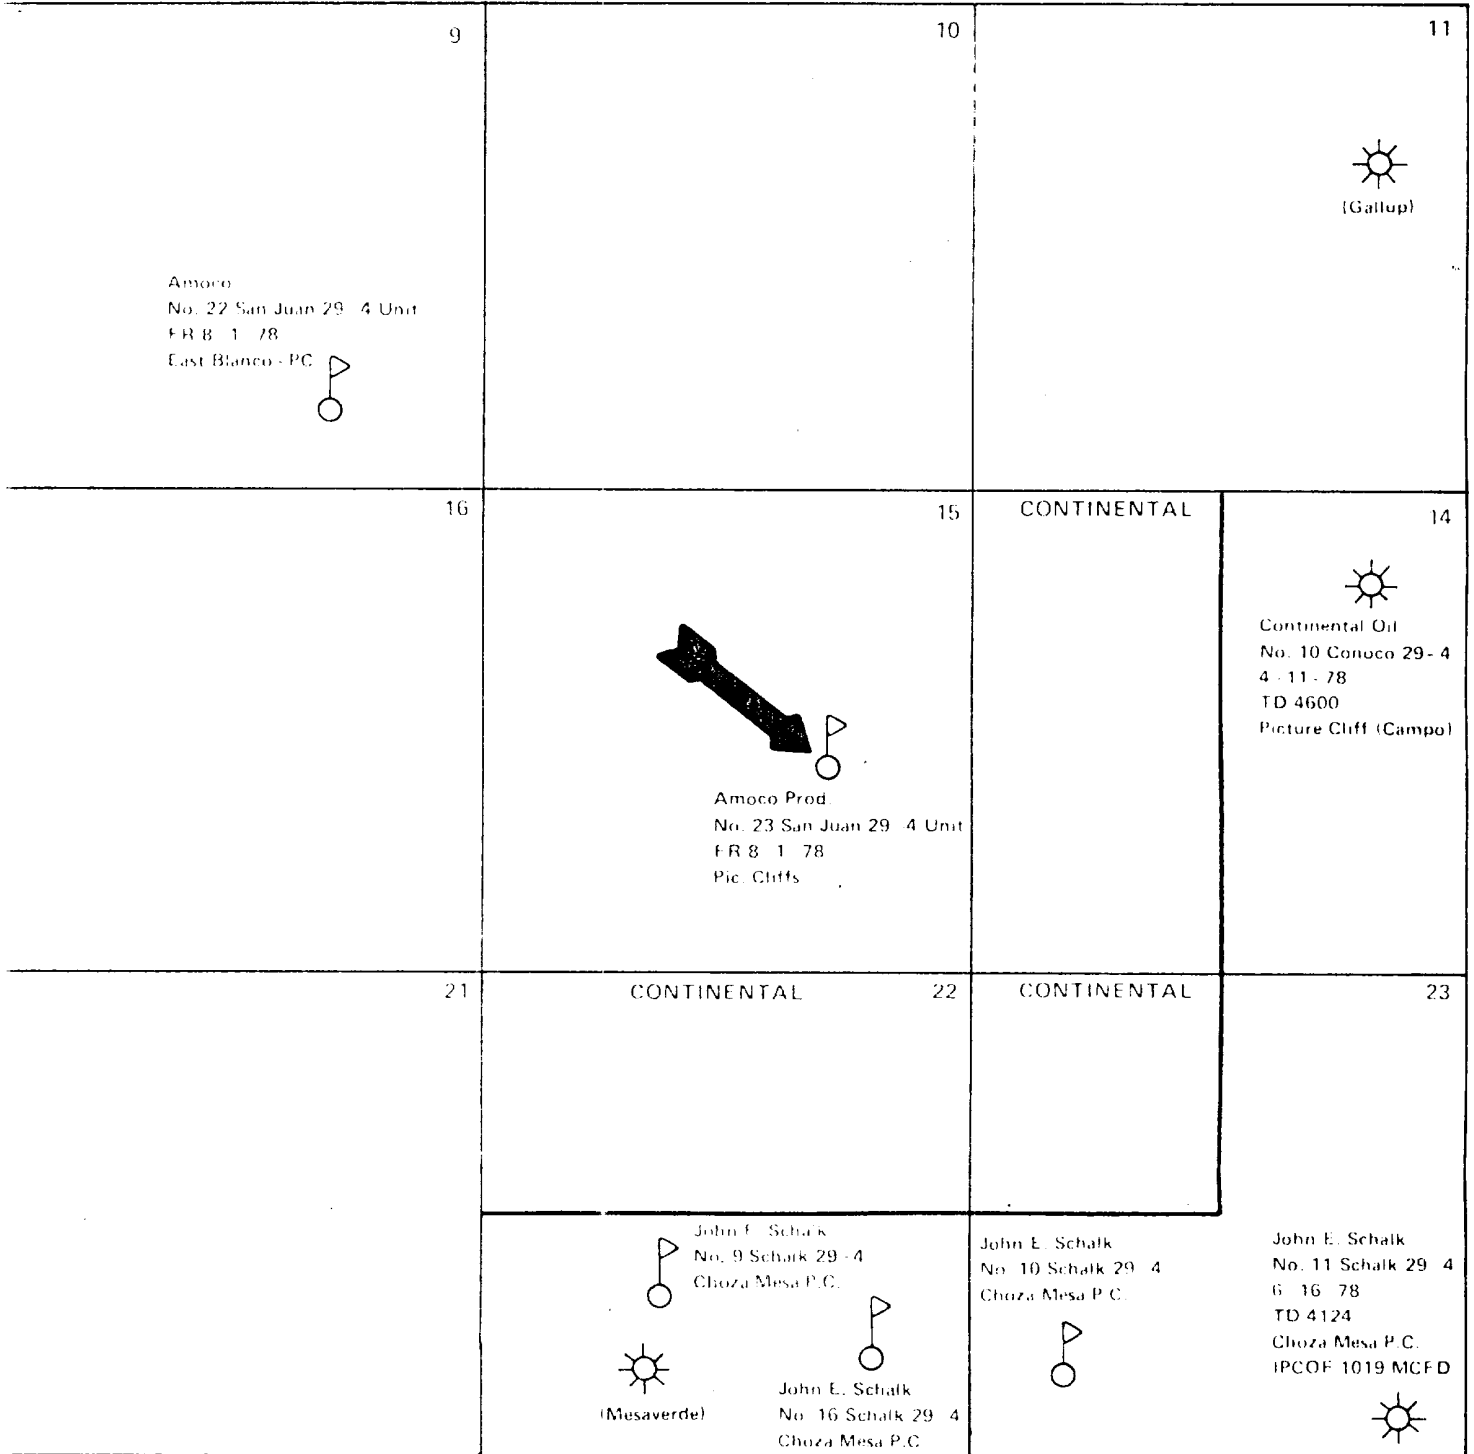 9
10
11
(Gallup)
Amoco
No. 22 San Juan 29-4 Unit
FR 8-1-78
East Blanco - PC
16
15
CONTINENTAL
14
Continental Oil
No. 10 Conoco 29-4
4-11-78
TD 4600
Picture Cliff (Campo)
Amoco Prod.
No. 23 San Juan 29-4 Unit
FR 8-1-78
Pic. Cliffs
21
CONTINENTAL
22
CONTINENTAL
23
John E. Schalk
No. 9 Schalk 29-4
Choza Mesa P.C.
John E. Schalk
No. 10 Schalk 29-4
Choza Mesa P.C.
John E. Schalk
No. 11 Schalk 29-4
6-16-78
TD 4124
Choza Mesa P.C.
IPCOF 1019 MCFD
(Mesaverde)
John E. Schalk
No. 16 Schalk 29-4
Choza Mesa P.C.